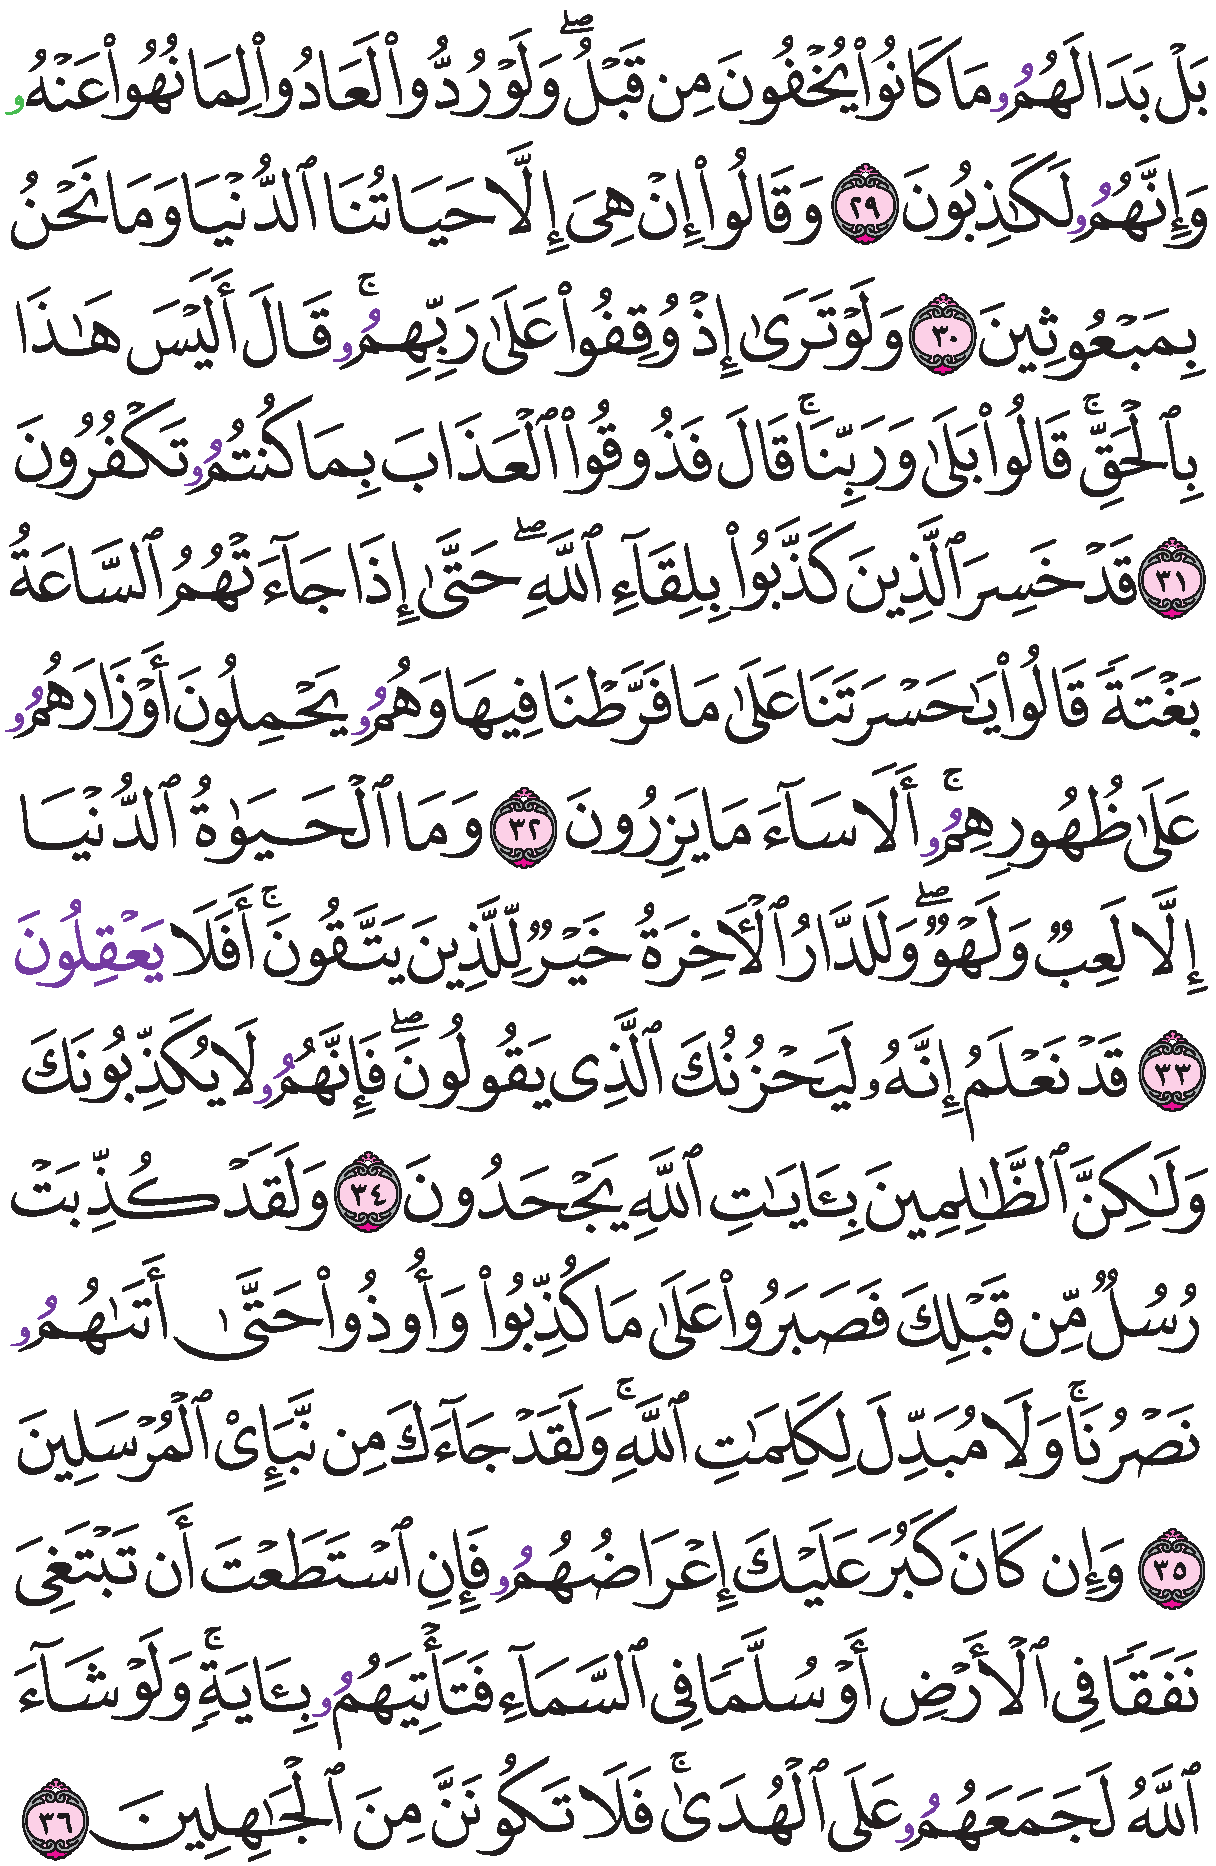 بَلْ بَدَا لَهُمُۥ مَا كَانُوا۟ يُخْفُونَ مِن قَبْلُ ۖ وَلَوْ رُدُّوا۟ لَعَادُوا۟ لِمَا نُهُوا۟ عَنْهُۥ
وَإِنَّهُمُۥ لَكَٰذِبُونَ ٢٩ وَقَالُوا۟ إِنْ هِىَ إِلَّا حَيَاتُنَا ٱلدُّنْيَا وَمَا نَحْنُ
بِمَبْعُوثِينَ ٣٠ وَلَوْ تَرَىٰ إِذْ وُقِفُوا۟ عَلَىٰ رَبِّهِمُۥ ۚ قَالَ أَلَيْسَ هَٰذَا
بِٱلْحَقِّ ۚ قَالُوا۟ بَلَىٰ وَرَبِّنَا ۚ قَالَ فَذُوقُوا۟ ٱلْعَذَابَ بِمَا كُنتُمُۥ تَكْفُرُونَ
٣١ قَدْ خَسِرَ ٱلَّذِينَ كَذَّبُوا۟ بِلِقَآءِ ٱللَّهِ ۖ حَتَّىٰ إِذَا جَآءَتْهُمُ ٱلسَّاعَةُ
بَغْتَةً قَالُوا۟ يَٰحَسْرَتَنَا عَلَىٰ مَا فَرَّطْنَا فِيهَا وَهُمُۥ يَحْمِلُونَ أَوْزَارَهُمُۥ
عَلَىٰ ظُهُورِهِمُۥ ۚ أَلَا سَآءَ مَا يَزِرُونَ ٣٢ وَمَا ٱلْحَيَوٰةُ ٱلدُّنْيَا
إِلَّا لَعِبٌ وَلَهْوٌ ۖ وَلَلدَّارُ ٱلْأَخِرَةُ خَيْرٌ لِّلَّذِينَ يَتَّقُونَ ۚ أَفَلَا يَعْقِلُونَ
٣٣ قَدْ نَعْلَمُ إِنَّهُۥ لَيَحْزُنُكَ ٱلَّذِى يَقُولُونَ ۖ فَإِنَّهُمُۥ لَا يُكَذِّبُونَكَ
وَلَٰكِنَّ ٱلظَّٰلِمِينَ بِـَٔايَٰتِ ٱللَّهِ يَجْحَدُونَ ٣٤ وَلَقَدْ كُذِّبَتْ
رُسُلٌ مِّن قَبْلِكَ فَصَبَرُوا۟ عَلَىٰ مَا كُذِّبُوا۟ وَأُوذُوا۟ حَتَّىٰ أَتَىٰهُمُۥ
نَصْرُنَا ۚ وَلَا مُبَدِّلَ لِكَلِمَٰتِ ٱللَّهِ ۚ وَلَقَدْ جَآءَكَ مِن نَّبَإِى۟ ٱلْمُرْسَلِينَ
٣٥ وَإِن كَانَ كَبُرَ عَلَيْكَ إِعْرَاضُهُمُۥ فَإِنِ ٱسْتَطَعْتَ أَن تَبْتَغِىَ
نَفَقًا فِى ٱلْأَرْضِ أَوْ سُلَّمًا فِى ٱلسَّمَآءِ فَتَأْتِيَهُمُۥ بِـَٔايَةٍ ۚ وَلَوْ شَآءَ
ٱللَّهُ لَجَمَعَهُمُۥ عَلَى ٱلْهُدَىٰ ۚ فَلَا تَكُونَنَّ مِنَ ٱلْجَٰهِلِينَ ٣٦